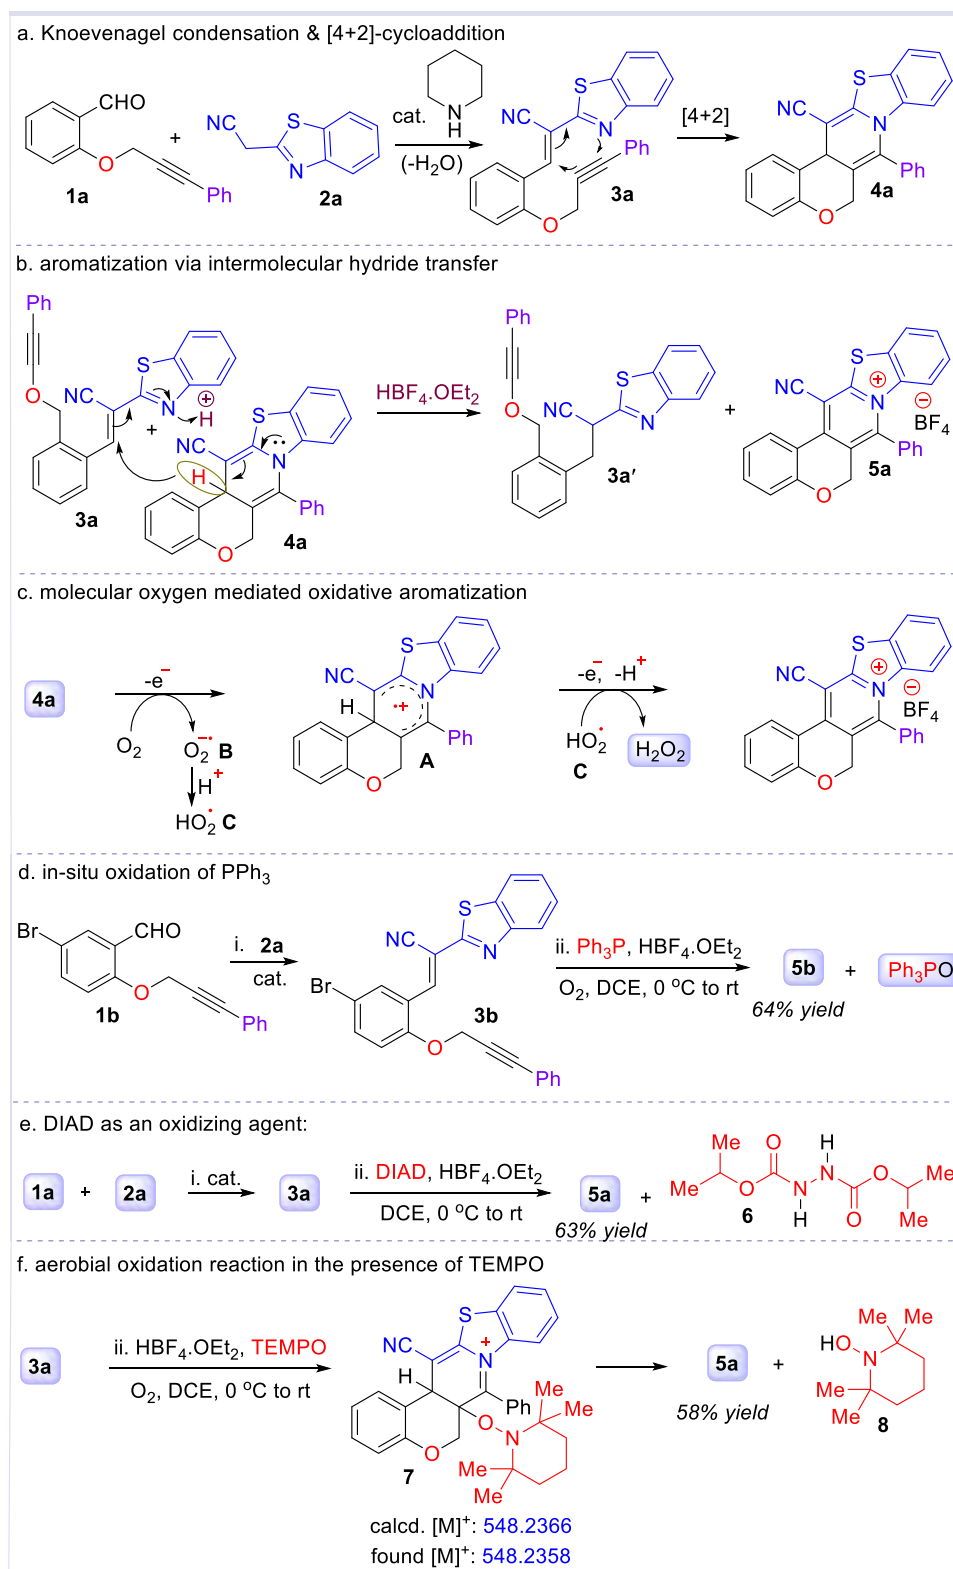 a. Knoevenagel condensation & [4+2]-cycloaddition
CHO
O
Ph
1a
+
NC
S
N
2a
N
H
cat.
(-H₂O)
NC
S
N
Ph
O
3a
[4+2]
NC
S
N
Ph
O
4a
b. aromatization via intermolecular hydride transfer
Ph
O
NC
S
N
⊕
H
3a
+
NC
S
N
H
Ph
O
4a
HBF₄.OEt₂
Ph
O
NC
S
N
3a′
+
NC
S
⊕
N
⊖
BF₄
Ph
O
5a
c. molecular oxygen mediated oxidative aromatization
4a
-e⁻
O₂
O₂⁻• B
H⁺
HO₂• C
NC
S
N
H
•+
Ph
O
A
-e⁻, -H⁺
HO₂•
C
H₂O₂
NC
S
⊕
N
⊖
BF₄
Ph
O
d. in-situ oxidation of PPh₃
Br
CHO
O
Ph
1b
i. 2a
cat.
NC
S
N
Br
O
Ph
3b
ii. Ph₃P, HBF₄.OEt₂
O₂, DCE, 0 °C to rt
5b
64% yield
+
Ph₃PO
e. DIAD as an oxidizing agent:
1a + 2a
i. cat.
3a
ii. DIAD, HBF₄.OEt₂
DCE, 0 °C to rt
5a
63% yield
+
Me
Me
O
O
N
H
H
N
O
O
Me
Me
6
f. aerobial oxidation reaction in the presence of TEMPO
3a
ii. HBF₄.OEt₂, TEMPO
O₂, DCE, 0 °C to rt
NC
S
+
N
H
Ph
O
O
N
Me
Me
Me
Me
7
calcd. [M]⁺: 548.2366
found [M]⁺: 548.2358
5a
58% yield
+
HO
N
Me
Me
Me
Me
8